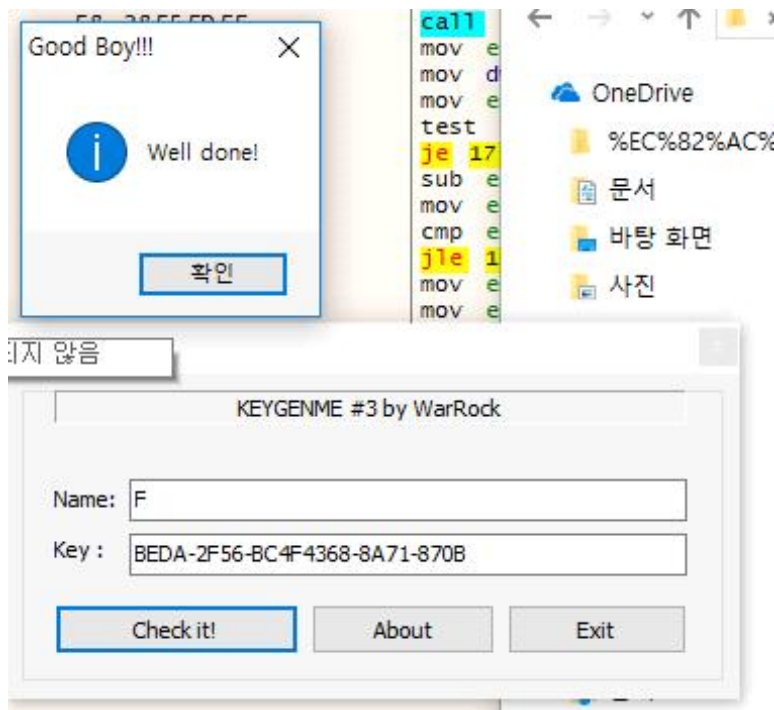 Good Boy!!!
Well done!
확인
call
mov e
mov d
mov e
test
je 17
sub e
mov e
cmp e
jle 1
mov e
mov e
OneDrive
%EC%82%AC%
문서
바탕 화면
사진
되지 않음
KEYGENME #3 by WarRock
Name: F
Key : BEDA-2F56-BC4F4368-8A71-870B
Check it! About Exit